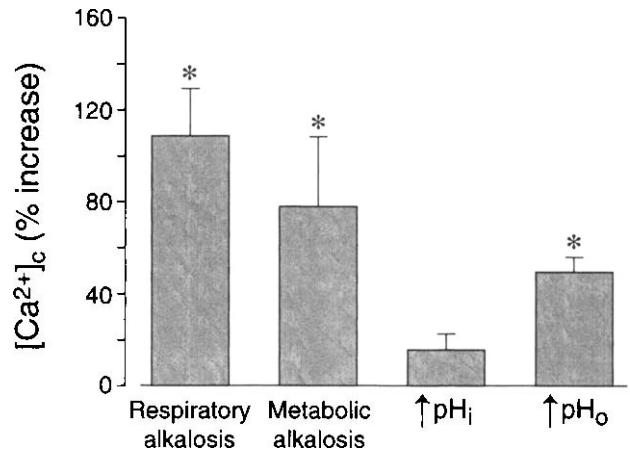 [Ca²⁺]c (% increase)
160
120
80
40
0
*
*
*
Respiratory
alkalosis
Metabolic
alkalosis
↑pHi
↑pHo